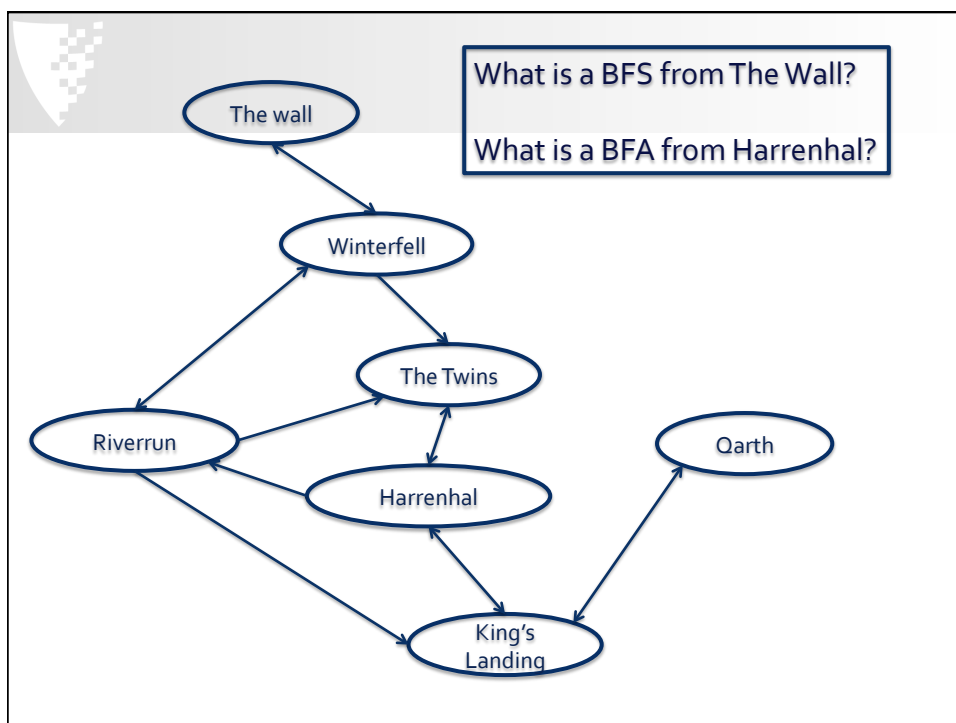 What is a BFS from The Wall?
What is a BFA from Harrenhal?
The wall
Winterfell
The Twins
Riverrun
Qarth
Harrenhal
King's
Landing